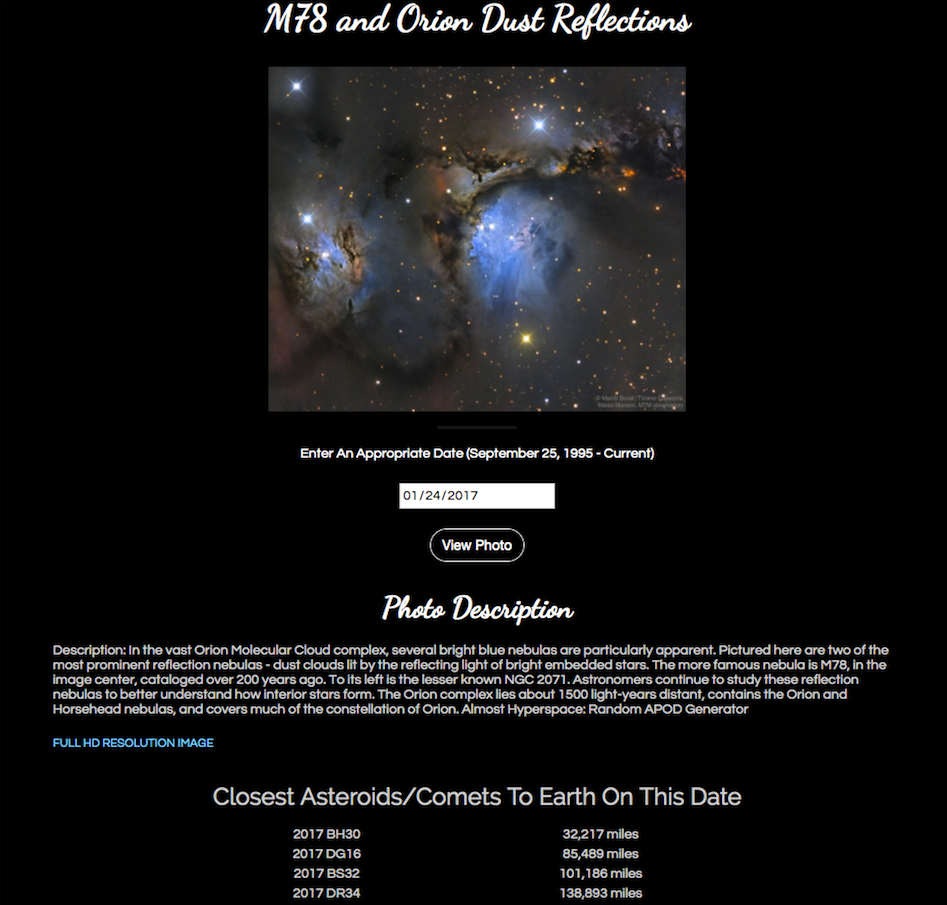 M78 and Orion Dust Reflections
Enter An Appropriate Date (September 25, 1995 - Current)
01/24/2017
View Photo
Photo Description
Description: In the vast Orion Molecular Cloud complex, several bright blue nebulas are particularly apparent. Pictured here are two of the
most prominent reflection nebulas - dust clouds lit by the reflecting light of bright embedded stars. The more famous nebula is M78, in the
image center, cataloged over 200 years ago. To its left is the lesser known NGC 2071. Astronomers continue to study these reflection
nebulas to better understand how interior stars form. The Orion complex lies about 1500 light-years distant, contains the Orion and
Horsehead nebulas, and covers much of the constellation of Orion. Almost Hyperspace: Random APOD Generator
FULL HD RESOLUTION IMAGE
Closest Asteroids/Comets To Earth On This Date
2017 BH30 32,217 miles
2017 DG16 85,489 miles
2017 BS32 101,186 miles
2017 DR34 138,893 miles